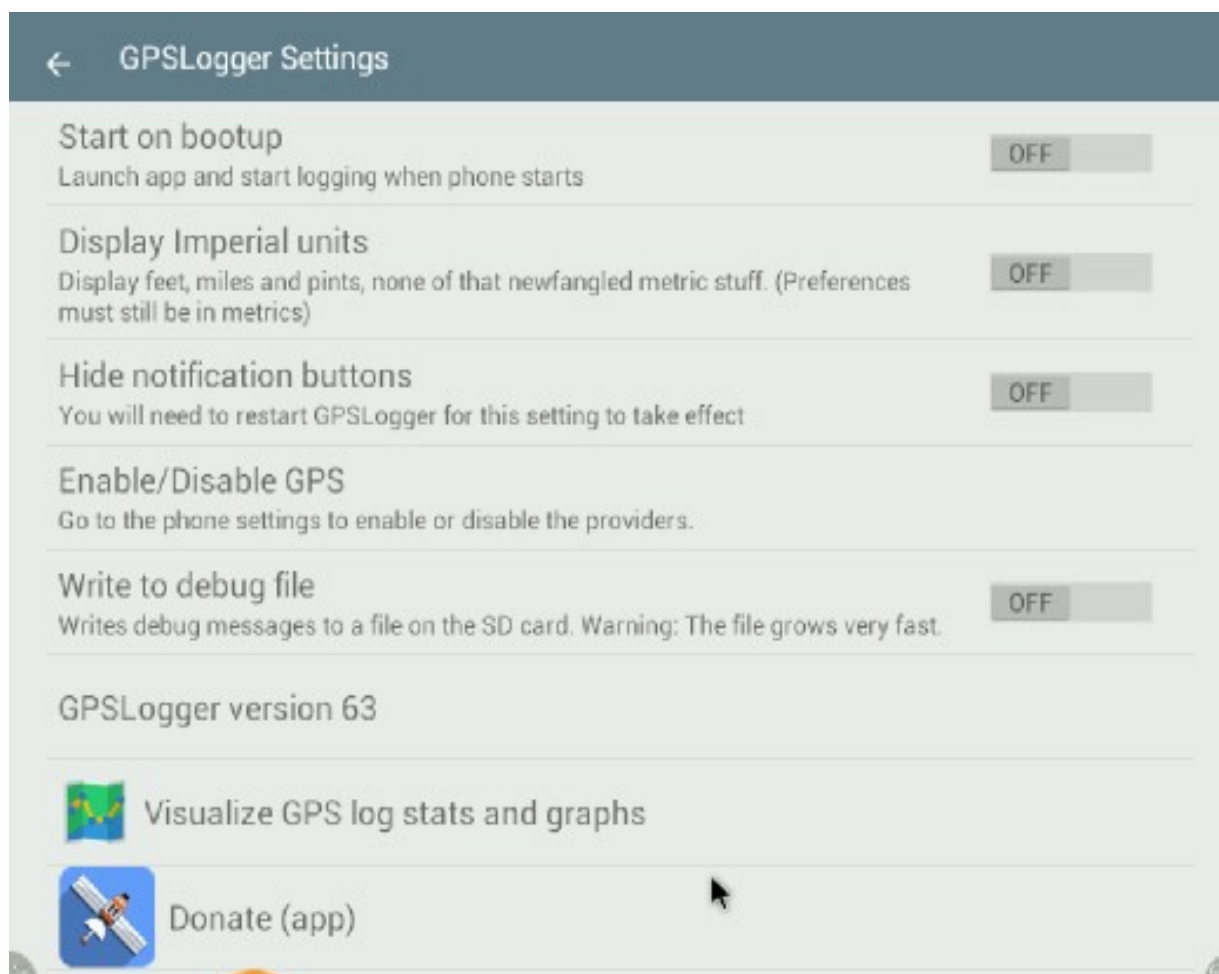 GPSLogger Settings
Start on bootup
Launch app and start logging when phone starts
OFF
Display Imperial units
Display feet, miles and pints, none of that newfangled metric stuff. (Preferences
must still be in metrics)
OFF
Hide notification buttons
You will need to restart GPSLogger for this setting to take effect
OFF
Enable/Disable GPS
Go to the phone settings to enable or disable the providers.
Write to debug file
Writes debug messages to a file on the SD card. Warning: The file grows very fast.
OFF
GPSLogger version 63
Visualize GPS log stats and graphs
Donate (app)